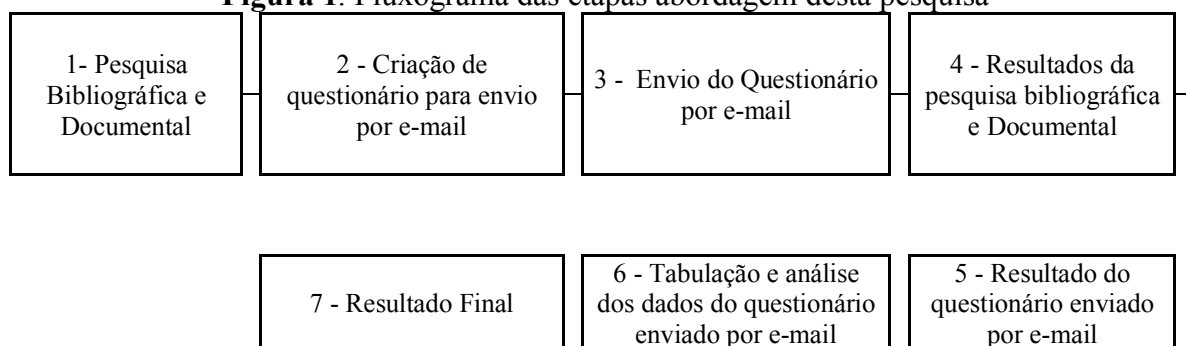 Figura 1: Fluxograma das etapas abordagem desta pesquisa
1- Pesquisa
Bibliográfica e
Documental
2 - Criação de
questionário para envio
por e-mail
3 - Envio do Questionário
por e-mail
4 - Resultados da
pesquisa bibliográfica
e Documental
7 - Resultado Final
6 - Tabulação e análise
dos dados do questionário
enviado por e-mail
5 - Resultado do
questionário enviado
por e-mail